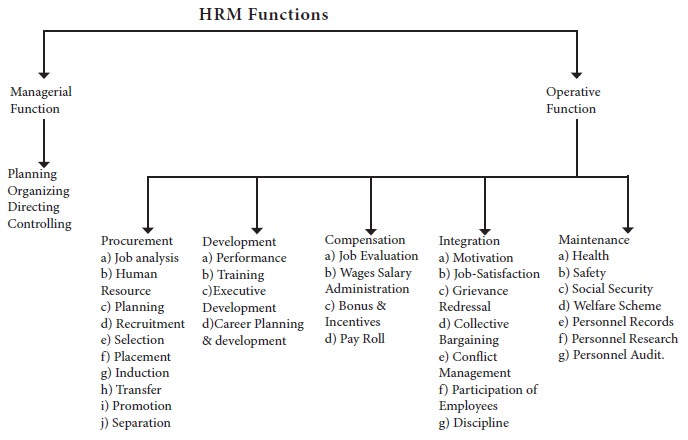 HRM Functions
Managerial
Function
Operative
Function
Planning
Organizing
Directing
Controlling
Procurement
a) Job analysis
b) Human
Resource
c) Planning
d) Recruitment
e) Selection
f) Placement
g) Induction
h) Transfer
i) Promotion
j) Separation
Development
a) Performance
b) Training
c)Executive
Development
d)Career Planning
& development
Compensation
a) Job Evaluation
b) Wages Salary
Administration
c) Bonus &
Incentives
d) Pay Roll
Integration
a) Motivation
b) Job-Satisfaction
c) Grievance
Redressal
d) Collective
Bargaining
e) Conflict
Management
f) Participation of
Employees
g) Discipline
Maintenance
a) Health
b) Safety
c) Social Security
d) Welfare Scheme
e) Personnel Records
f) Personnel Research
g) Personnel Audit.